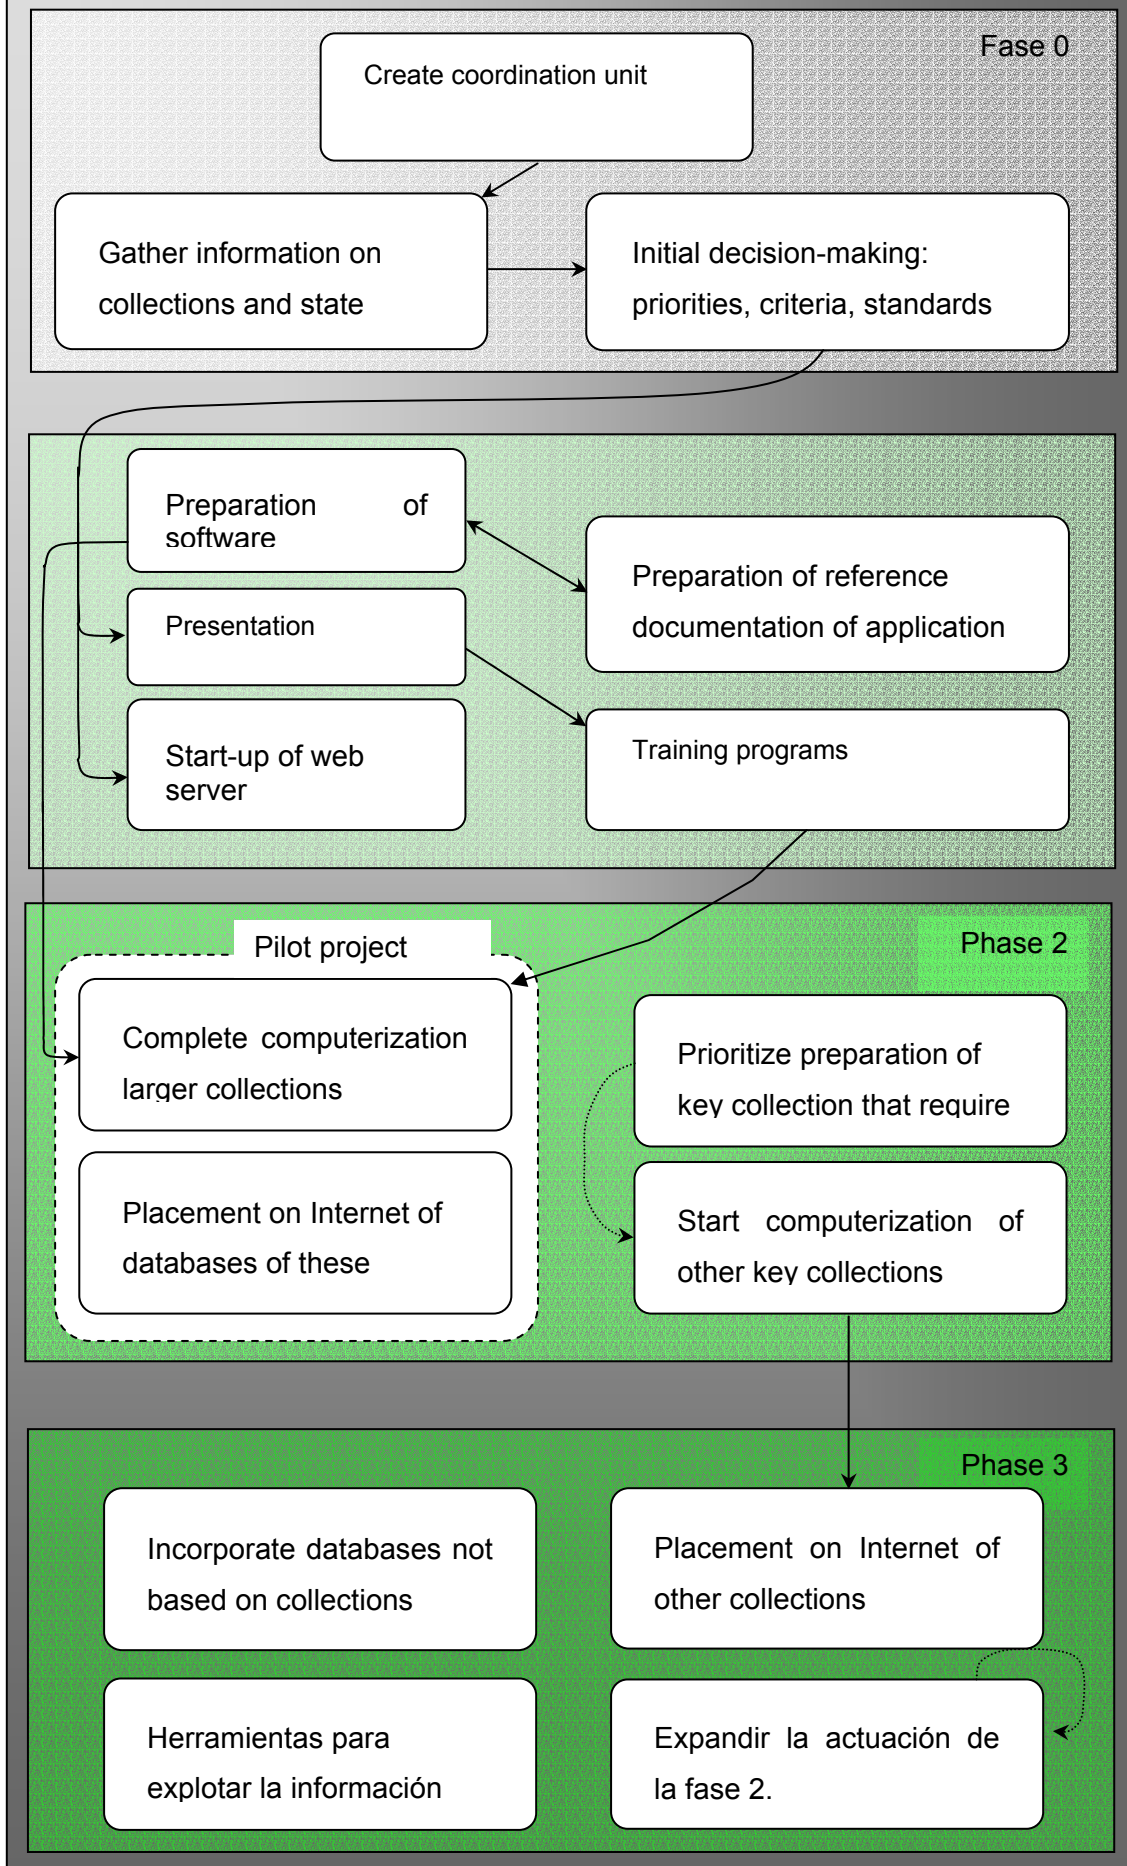 Fase 0
Create coordination unit
Gather information on
collections and state
Initial decision-making:
priorities, criteria, standards
Preparation of
software
Preparation of reference
documentation of application
Presentation
Start-up of web
server
Training programs
Phase 2
Pilot project
Complete computerization
larger collections
Placement on Internet of
databases of these
Prioritize preparation of
key collection that require
Start computerization of
other key collections
Phase 3
Incorporate databases not
based on collections
Placement on Internet of
other collections
Herramientas para
explotar la información
Expandir la actuación de
la fase 2.